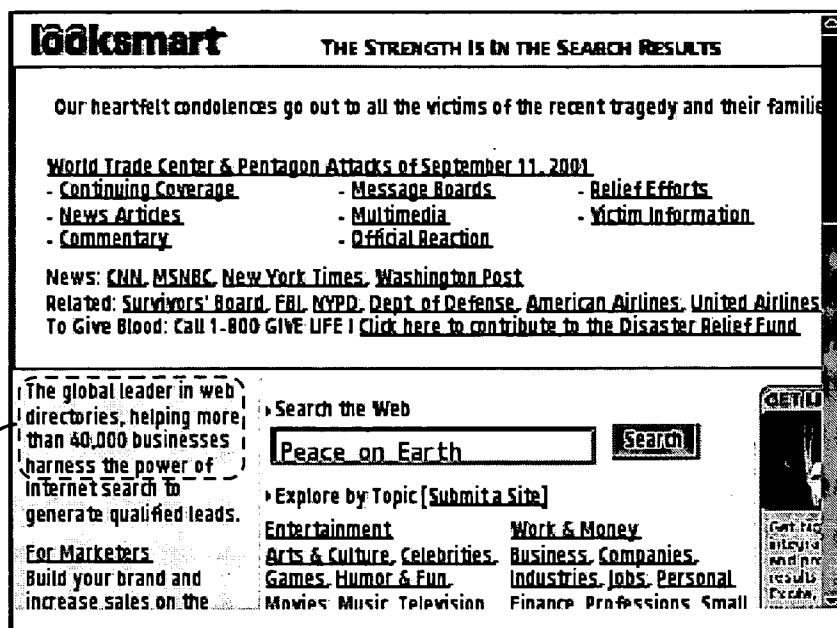 looksmart THE STRENGTH IS IN THE SEARCH RESULTS
Our heartfelt condolences go out to all the victims of the recent tragedy and their familie
World Trade Center & Pentagon Attacks of September 11, 2001
- Continuing Coverage - Message Boards - Relief Efforts
- News Articles - Multimedia - Victim Information
- Commentary - Official Reaction
News: CNN, MSNBC, New York Times, Washington Post
Related: Survivors' Board, FBI, NYPD, Dept. of Defense, American Airlines, United Airlines
To Give Blood: Call 1-800 GIVE LIFE | Click here to contribute to the Disaster Relief Fund
The global leader in web
directories, helping more
than 40,000 businesses
harness the power of
Internet search to
generate qualified leads.
For Marketers
Build your brand and
increase sales on the
Search the Web
Peace on Earth Search
Explore by Topic [Submit a Site]
Entertainment Work & Money
Arts & Culture, Celebrities, Business, Companies,
Games, Humor & Fun, Industries, Jobs, Personal
Movies, Music, Television Finance, Professions, Small
GET LI
and
results